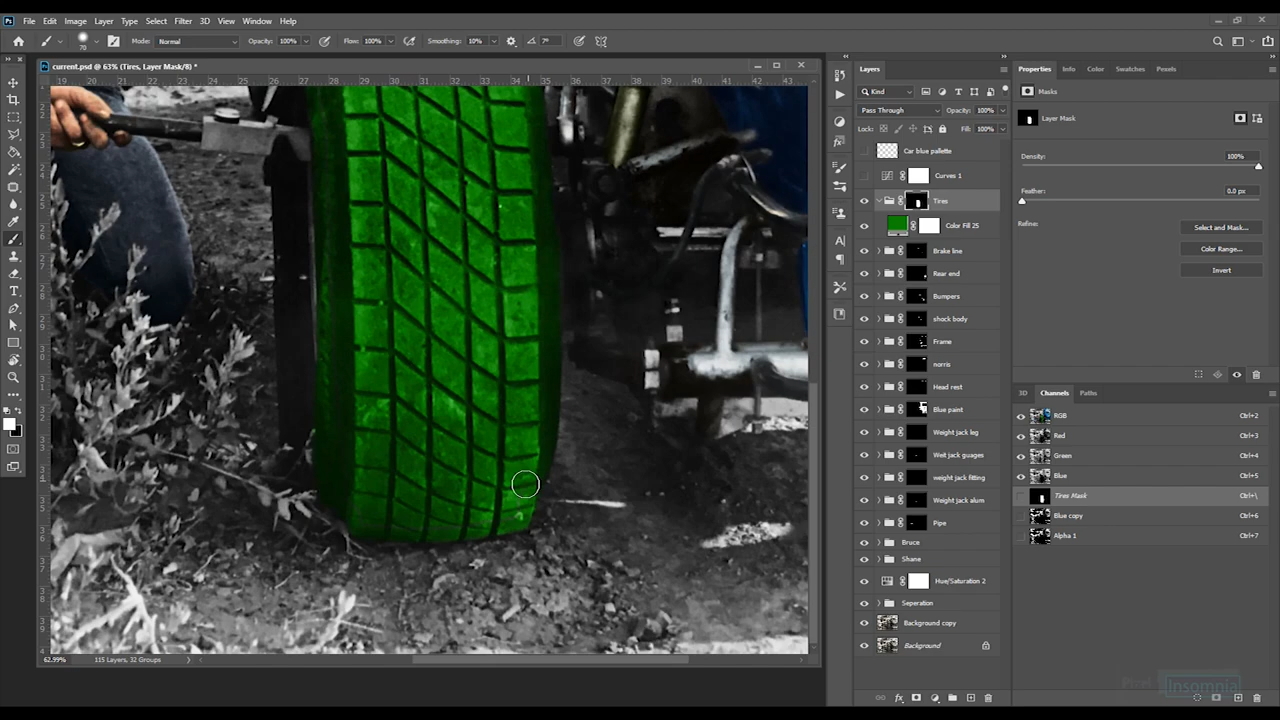 Ps File Edit Image Layer Type Select Filter 3D View Window Help
70 Mode: Normal Opacity: 100% Flow: 100% Smoothing: 10% 7°
current.psd @ 63% (Tires, Layer Mask/8) *
19 20 21 22 23 24 25 26 27 28 29 30 31 32 33 34 35 36 37 38 39 40 41 42 43
62.99% 115 Layers, 32 Groups
Layers
Kind
Pass Through Opacity: 100%
Lock: Fill: 100%
Car blue pallette
Curves 1
Tires
Color Fill 25
Brake line
Rear end
Bumpers
shock body
Frame
norris
Head rest
Blue paint
Weight jack leg
Weit jack guages
weight jack fitting
Weight jack alum
Pipe
Bruce
Shane
Hue/Saturation 2
Seperation
Background copy
Background
fx
Properties Info Color Swatches Pexels
Masks
Layer Mask
Density: 100%
Feather: 0.0 px
Refine: Select and Mask...
Color Range...
Invert
3D Channels Paths
RGB Ctrl+2
Red Ctrl+3
Green Ctrl+4
Blue Ctrl+5
Tires Mask Ctrl+\
Blue copy Ctrl+6
Alpha 1 Ctrl+7
Pixel Insomnia